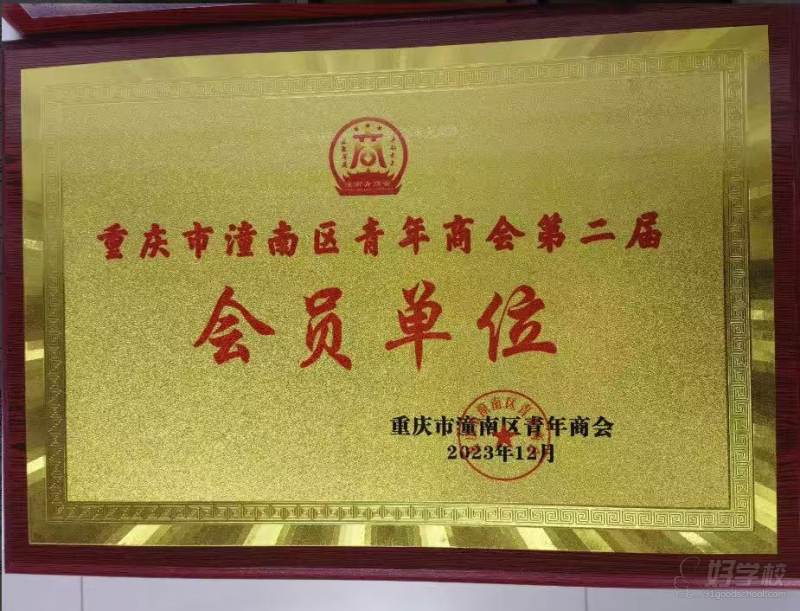 重庆市潼南区青年商会第二届
会员单位
重庆市潼南区青年商会
2023年12月
好学校
91goodschool.com